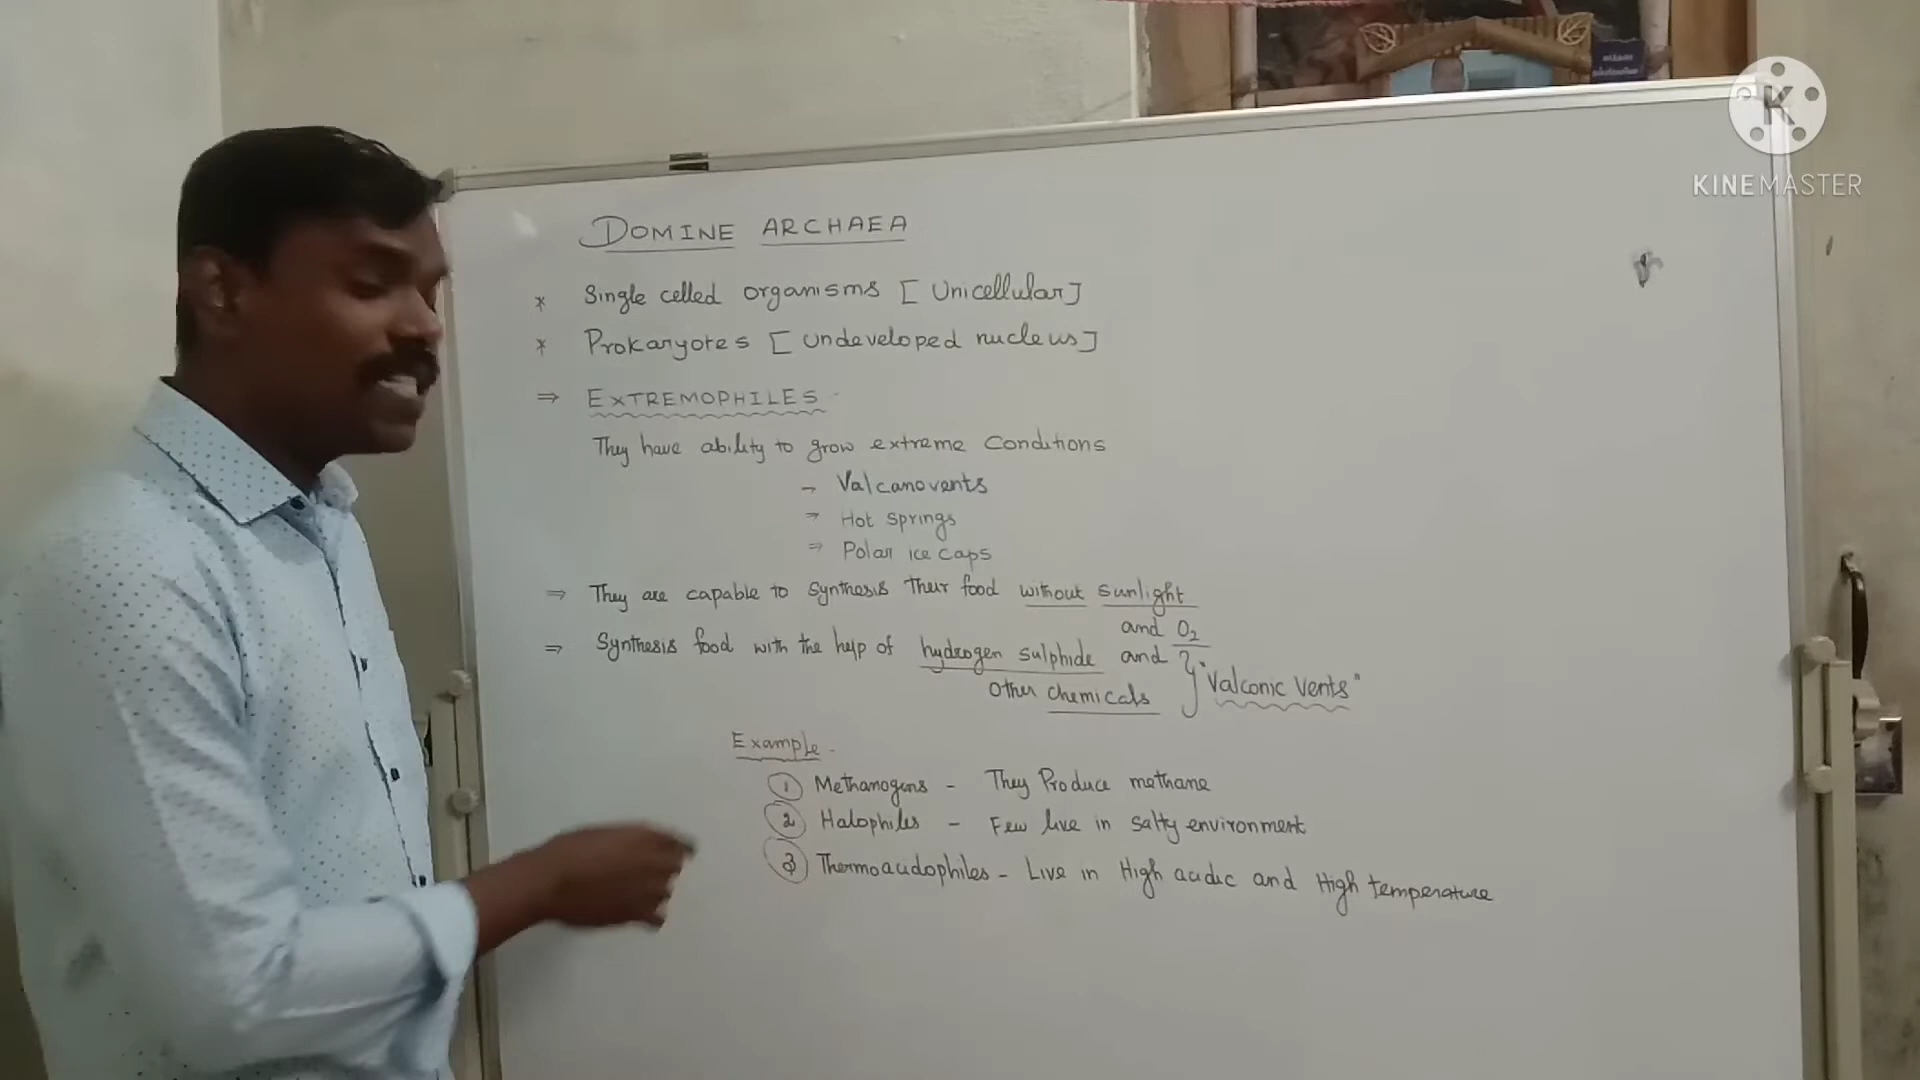 KINEMASTER
DOMINE ARCHAEA
* Single celled organisms [Unicellular]
* Prokaryotes [undeveloped nucleus]
⇒ EXTREMOPHILES -
They have ability to grow extreme Conditions
→ Valcanovents
⇒ Hot springs
⇒ Polar ice caps
⇒ They are capable to synthesis their food without sunlight
and O₂
⇒ Synthesis food with the help of hydrogen sulphide and
Other chemicals } "Valconic vents"
Example -
1 Methanogens - They Produce methane
2 Halophiles - Few live in salty environment
3 Thermoacidophiles - Live in High acidic and High temperature